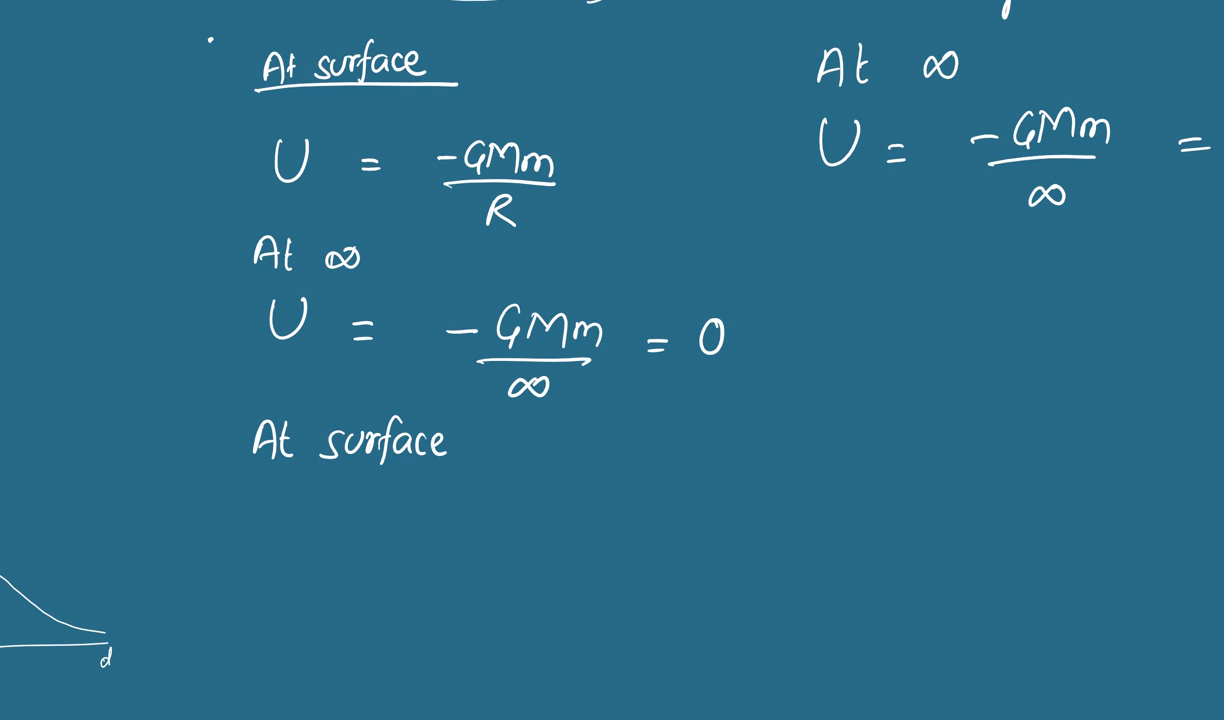 At surface
U = -GMm/R
At ∞
U = -GMm/∞ = 0
At surface
At ∞
U = -GMm/∞ =
d